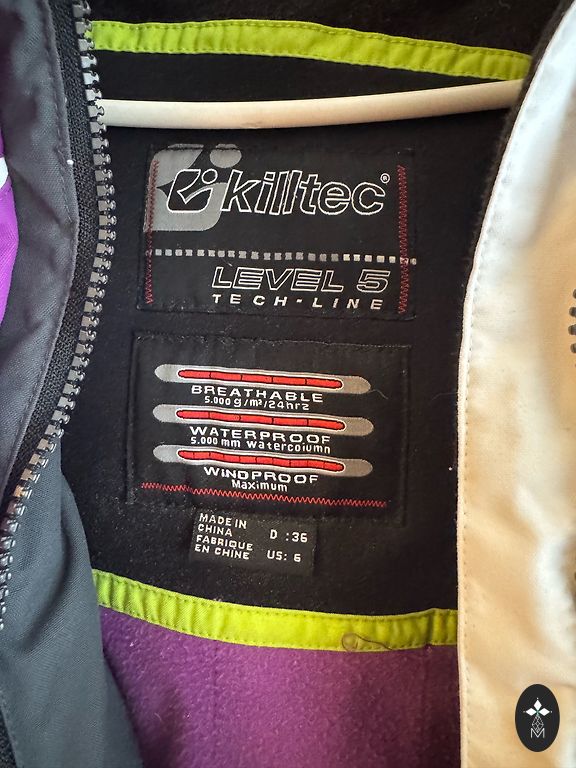 killtec®
LEVEL 5
TECH-LINE
BREATHABLE
5.000 g/m²/24hrz
WATERPROOF
5.000 mm Watercolumn
WINDPROOF
Maximum
MADE IN
CHINA
FABRIQUE
EN CHINE
D : 36
US: 6
M